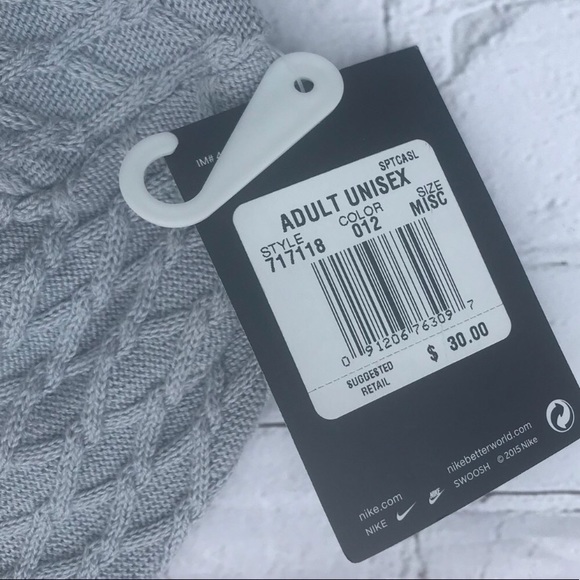 IM#
SPTCASL
ADULT UNISEX
STYLE COLOR SIZE
717118 012 MISC
0 91206 76309 7
SUGGESTED RETAIL $ 30.00
nike.com nikebetterworld.com
NIKE SWOOSH © 2015 Nike